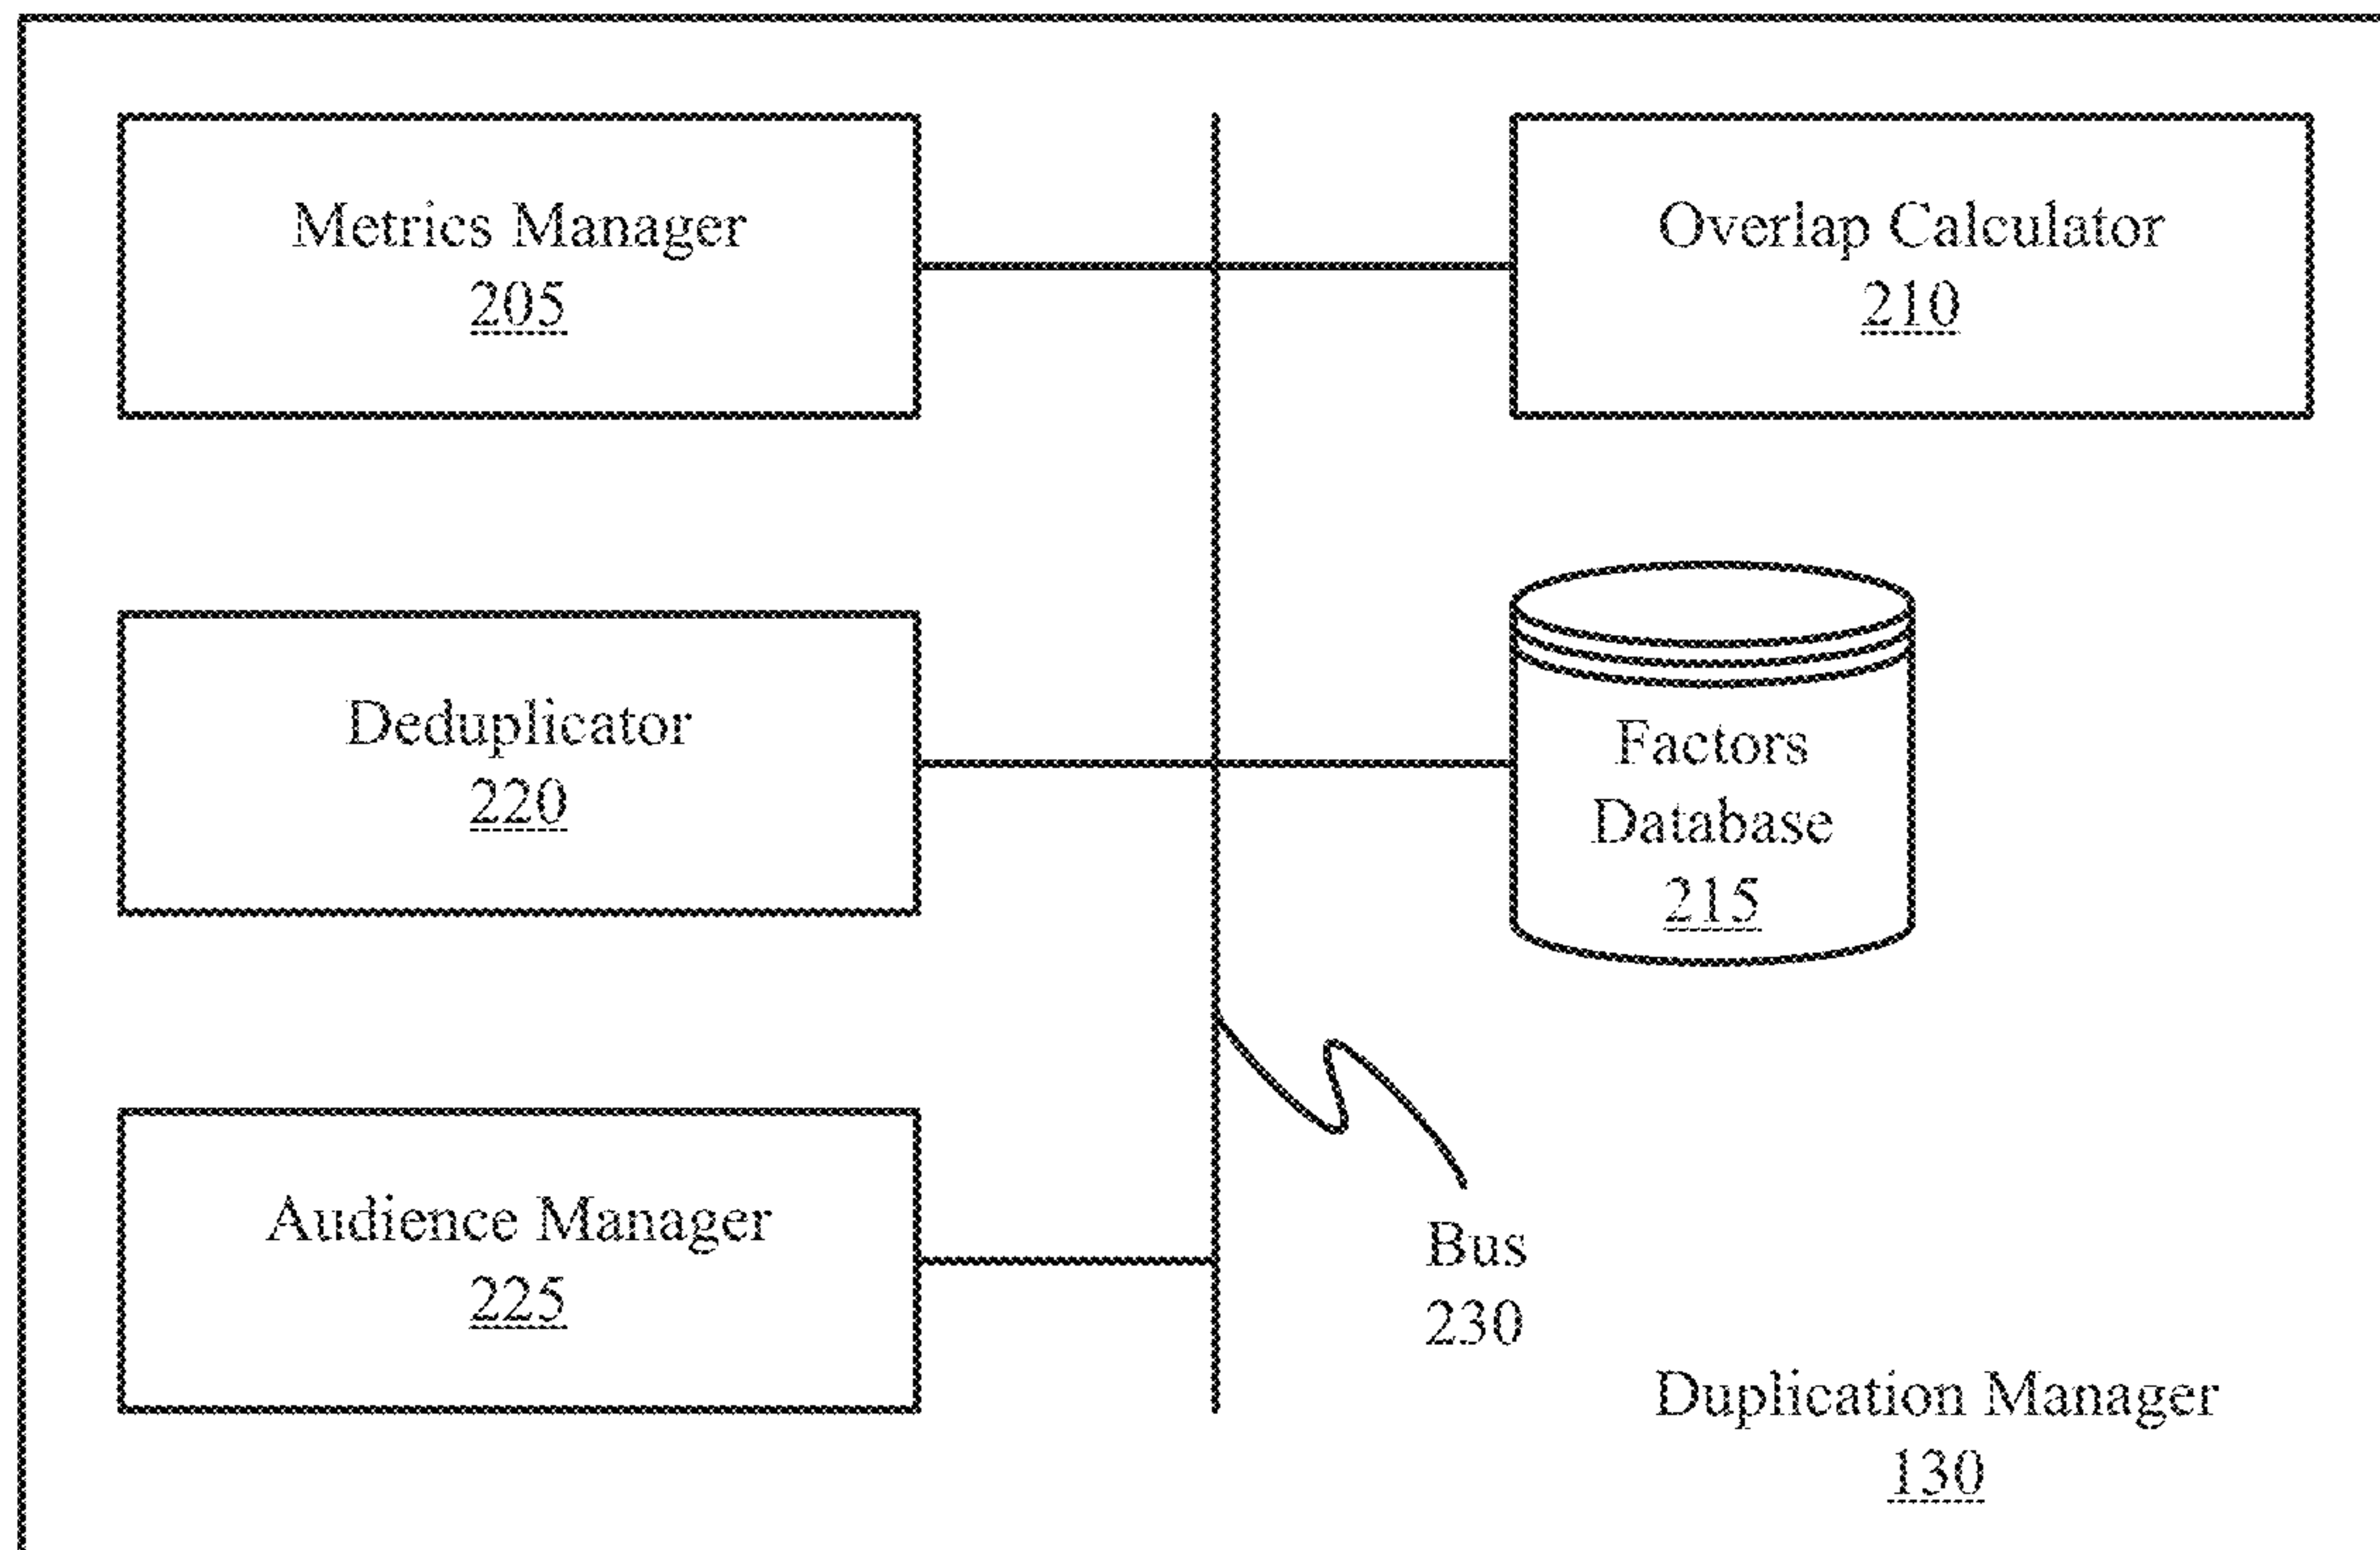 Metrics Manager
205
Overlap Calculator
210
Deduplicator
220
Factors
Database
215
Audience Manager
225
Bus
230
Duplication Manager
130